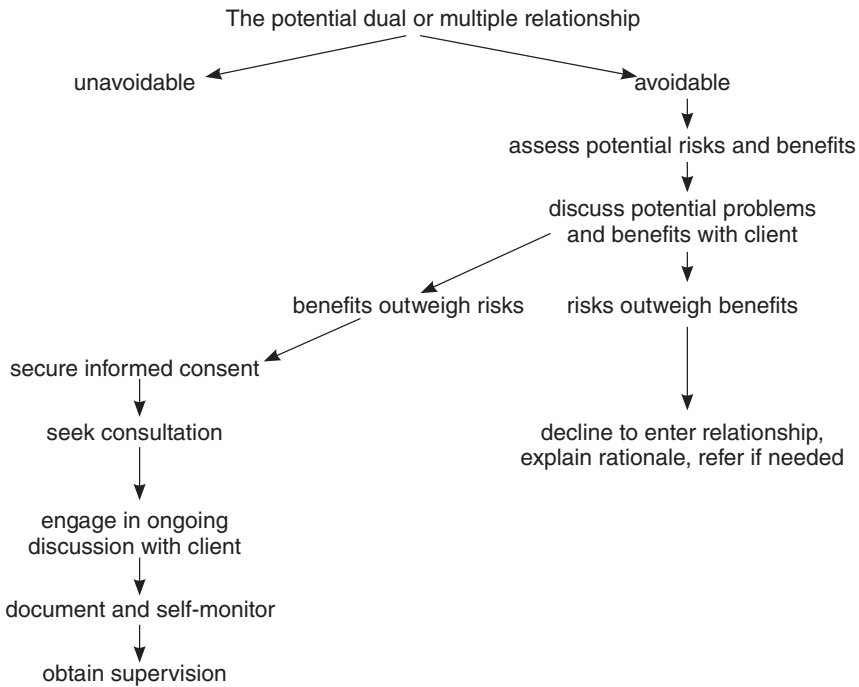 The potential dual or multiple relationship
unavoidable
avoidable
assess potential risks and benefits
discuss potential problems
and benefits with client
benefits outweigh risks
risks outweigh benefits
secure informed consent
seek consultation
decline to enter relationship,
explain rationale, refer if needed
engage in ongoing
discussion with client
document and self-monitor
obtain supervision